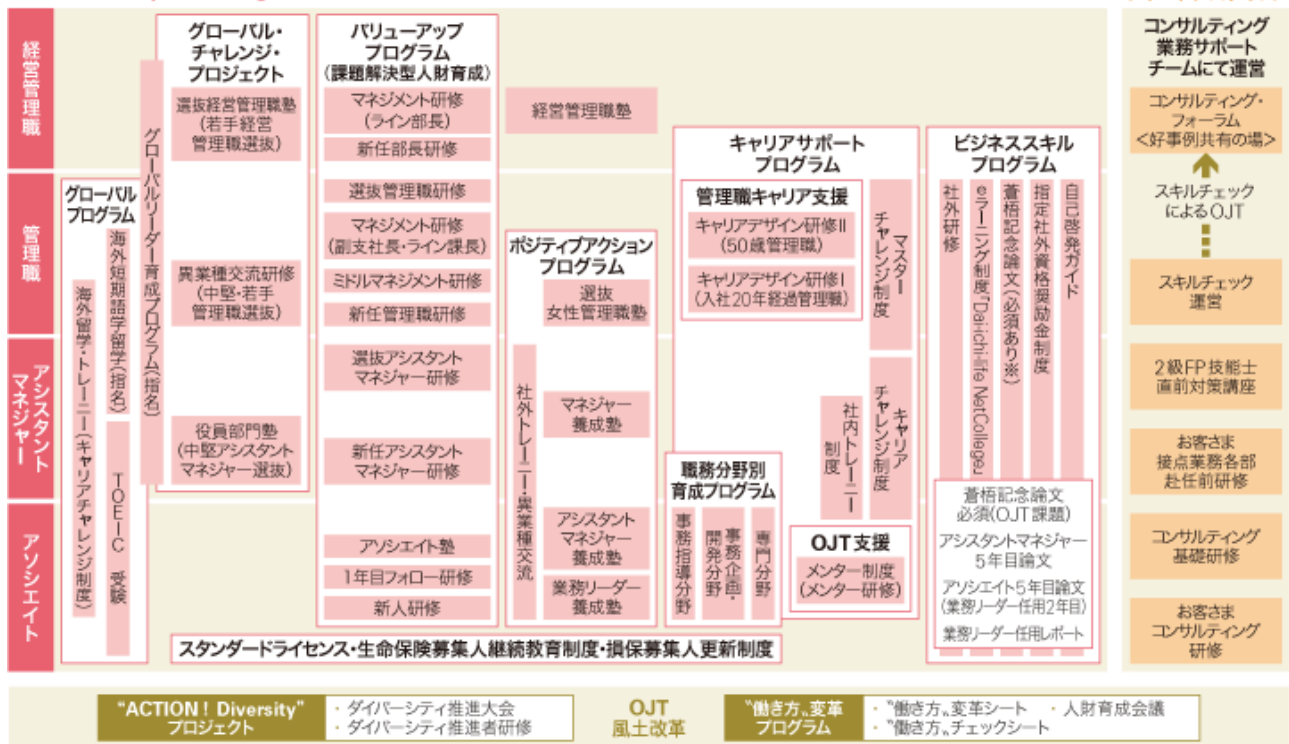 経営管理職
管理職
アシスタント
マネジャー
アソシエイト
グローバル
プログラム
海外留学・トレーニー(キャリアチャレンジ制度)
海外短期語学留学(指名)
TOEIC 受験
グローバルリーダー育成プログラム(指名)
グローバル・
チャレンジ・
プロジェクト
選抜経営管理職塾
(若手経営
管理職選抜)
異業種交流研修
(中堅・若手
管理職選抜)
役員部門塾
(中堅アシスタント
マネジャー選抜)
バリューアップ
プログラム
(課題解決型人財育成)
マネジメント研修
(ライン部長)
新任部長研修
選抜管理職研修
マネジメント研修
(副支社長・ライン課長)
ミドルマネジメント研修
新任管理職研修
選抜アシスタント
マネジャー研修
新任アシスタント
マネジャー研修
アソシエイト塾
1年目フォロー研修
新人研修
経営管理職塾
ポジティブアクション
プログラム
選抜
女性管理職塾
社外トレーニー・異業種交流
マネジャー
養成塾
アシスタント
マネジャー
養成塾
業務リーダー
養成塾
キャリアサポート
プログラム
管理職キャリア支援
キャリアデザイン研修II
(50歳管理職)
キャリアデザイン研修I
(入社20年経過管理職)
マスター
チャレンジ制度
キャリア
チャレンジ制度
社内トレーニー
制度
職務分野別
育成プログラム
事務指導分野
事務企画・
開発分野
専門分野
OJT支援
メンター制度
(メンター研修)
ビジネススキル
プログラム
社外研修
eラーニング制度"Dai-ichi-life NetCollege"
蒼梧記念論文(必須あり※)
指定社外資格奨励金制度
自己啓発ガイド
蒼梧記念論文
必須(OJT課題)
アシスタントマネジャー
5年目論文
アソシエイト5年目論文
(業務リーダー任用2年目)
業務リーダー任用レポート
スタンダードライセンス・生命保険募集人継続教育制度・損保募集人更新制度
コンサルティング
業務サポート
チームにて運営
コンサルティング・
フォーラム
<好事例共有の場>
スキルチェック
によるOJT
スキルチェック
運営
2級FP技能士
直前対策講座
お客さま
接点業務各部
赴任前研修
コンサルティング
基礎研修
お客さま
コンサルティング
研修
"ACTION! Diversity"
プロジェクト
・ダイバーシティ推進大会
・ダイバーシティ推進者研修
OJT
風土改革
〝働き方〟変革
プログラム
・〝働き方〟変革シート ・人財育成会議
・〝働き方〟チェックシート